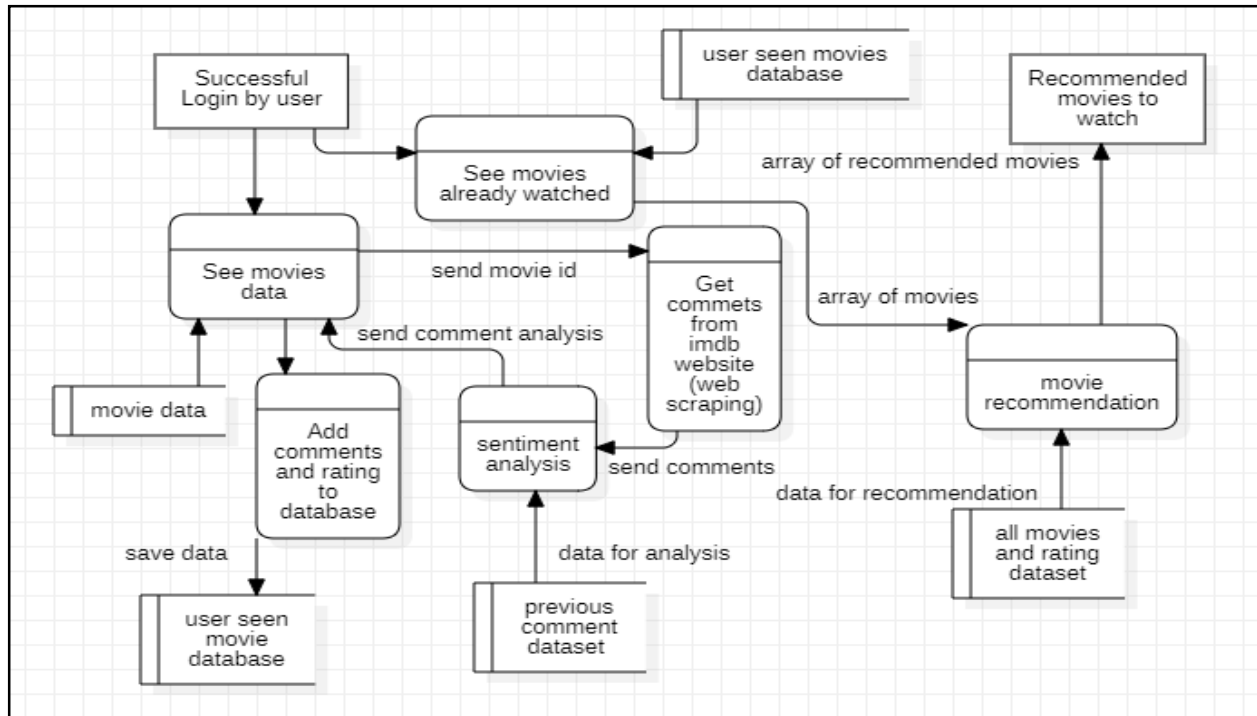 Successful
Login by user
user seen movies
database
Recommended
movies to
watch
See movies
already watched
array of recommended movies
See movies
data
send movie id
Get
commets
from
imdb
website
(web
scraping)
array of movies
send comment analysis
movie data
Add
comments
and rating
to
database
sentiment
analysis
send comments
movie
recommendation
data for recommendation
all movies
and rating
dataset
save data
data for analysis
user seen
movie
database
previous
comment
dataset